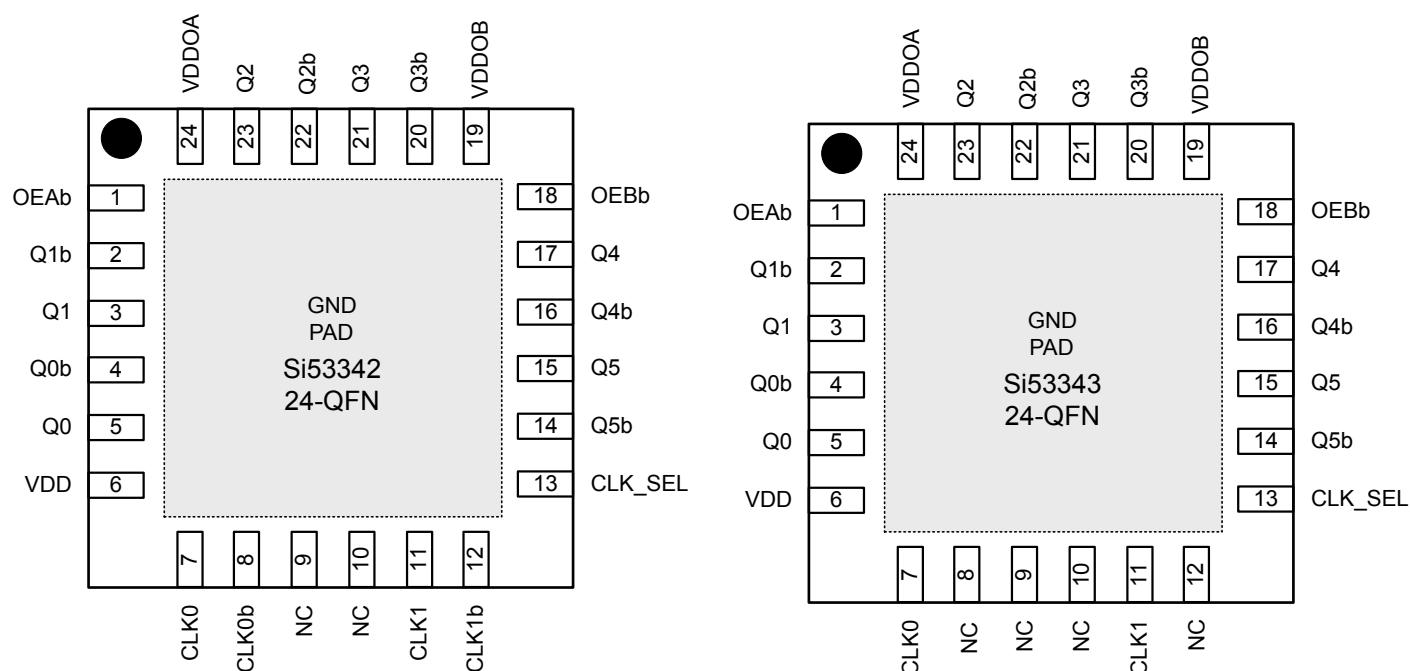 VDDOA
Q2
Q2b
Q3
Q3b
VDDOB
24
23
22
21
20
19
OEAb 1
18 OEBb
Q1b 2
17 Q4
Q1 3
16 Q4b
Q0b 4
15 Q5
Q0 5
14 Q5b
VDD 6
13 CLK_SEL
GND
PAD
Si53342
24-QFN
7
8
9
10
11
12
CLK0
CLK0b
NC
NC
CLK1
CLK1b
VDDOA
Q2
Q2b
Q3
Q3b
VDDOB
24
23
22
21
20
19
OEAb 1
18 OEBb
Q1b 2
17 Q4
Q1 3
16 Q4b
Q0b 4
15 Q5
Q0 5
14 Q5b
VDD 6
13 CLK_SEL
GND
PAD
Si53343
24-QFN
7
8
9
10
11
12
CLK0
NC
NC
NC
CLK1
NC